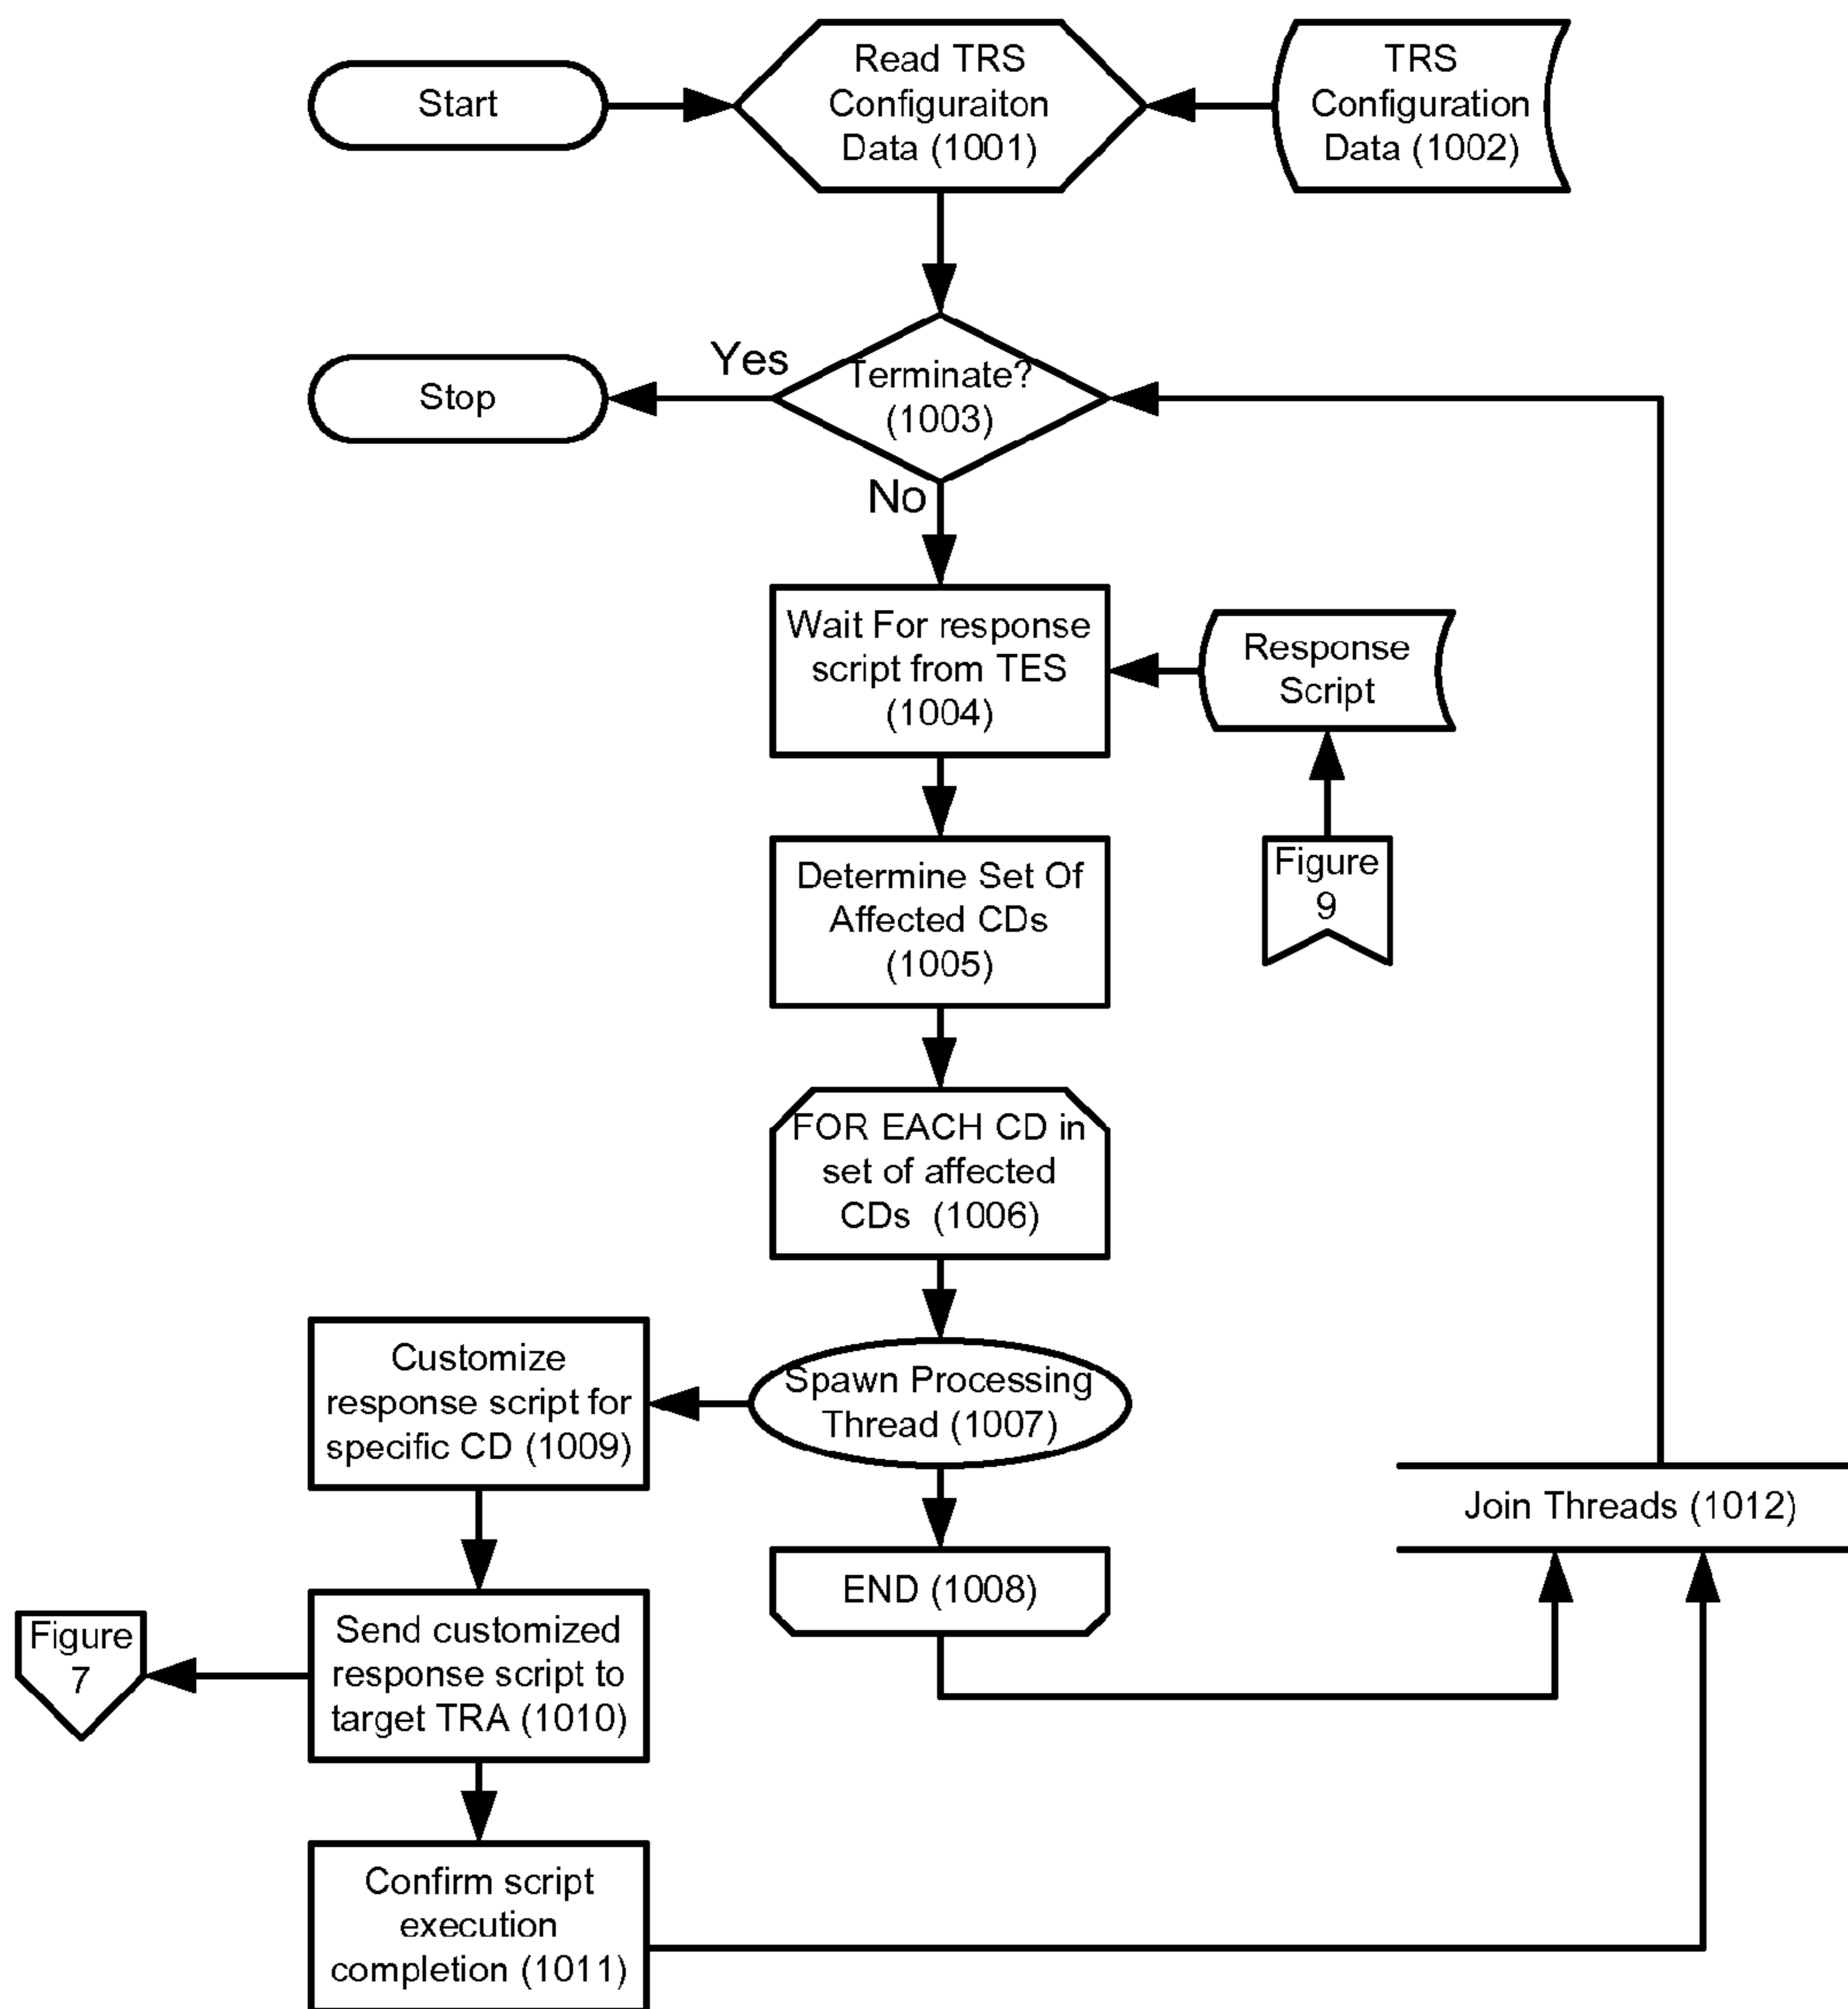 Start
Read TRS
Configuraiton
Data (1001)
TRS
Configuration
Data (1002)
Yes
Stop
Terminate?
(1003)
No
Wait For response
script from TES
(1004)
Response
Script
Figure
9
Determine Set Of
Affected CDs
(1005)
FOR EACH CD in
set of affected
CDs (1006)
Customize
response script for
specific CD (1009)
Spawn Processing
Thread (1007)
Join Threads (1012)
END (1008)
Figure
7
Send customized
response script to
target TRA (1010)
Confirm script
execution
completion (1011)